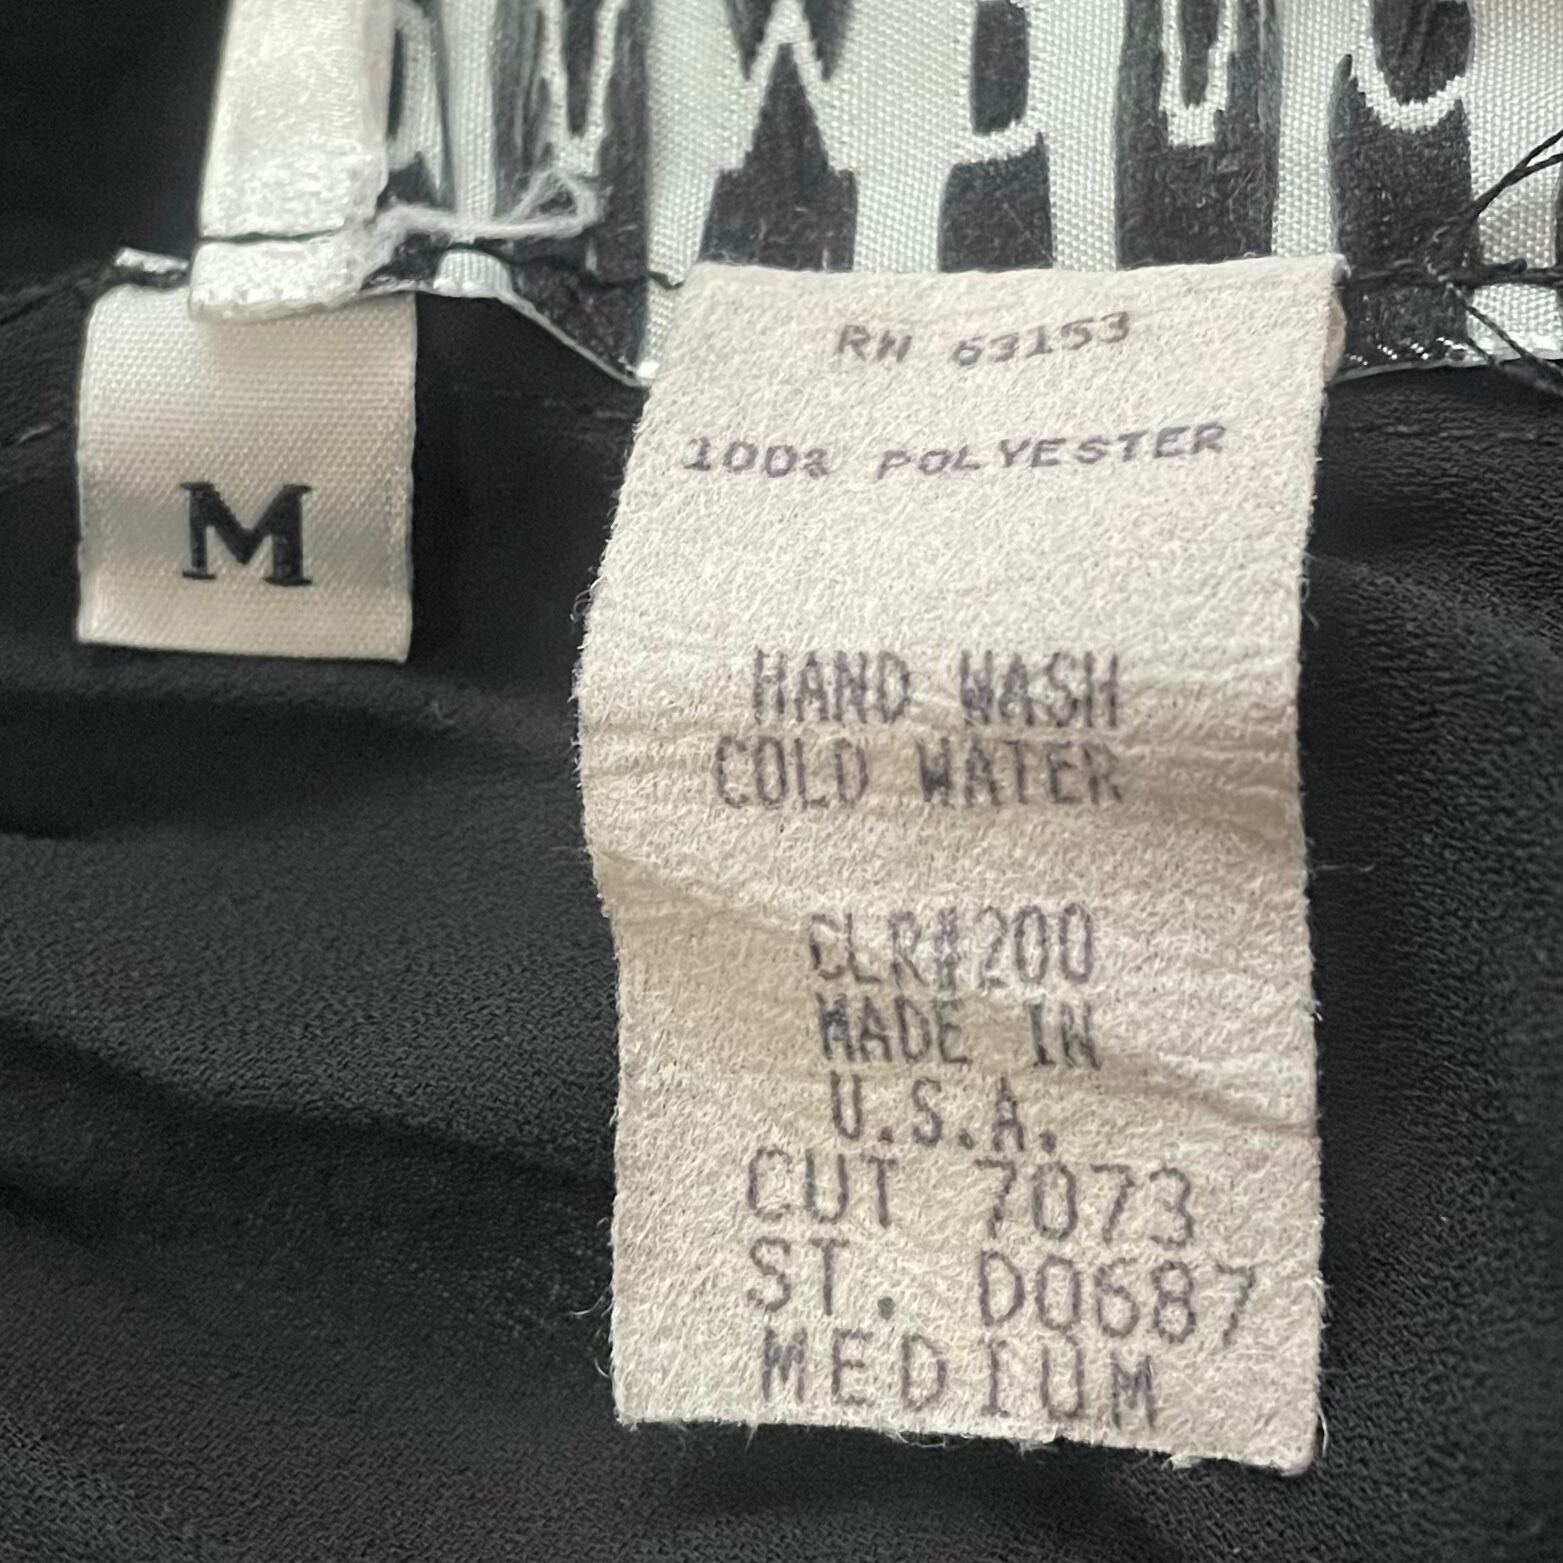 M
RN 63153
100% POLYESTER
HAND WASH
COLD WATER
CLR#200
MADE IN
U.S.A.
CUT 7073
ST. D0687
MEDIUM